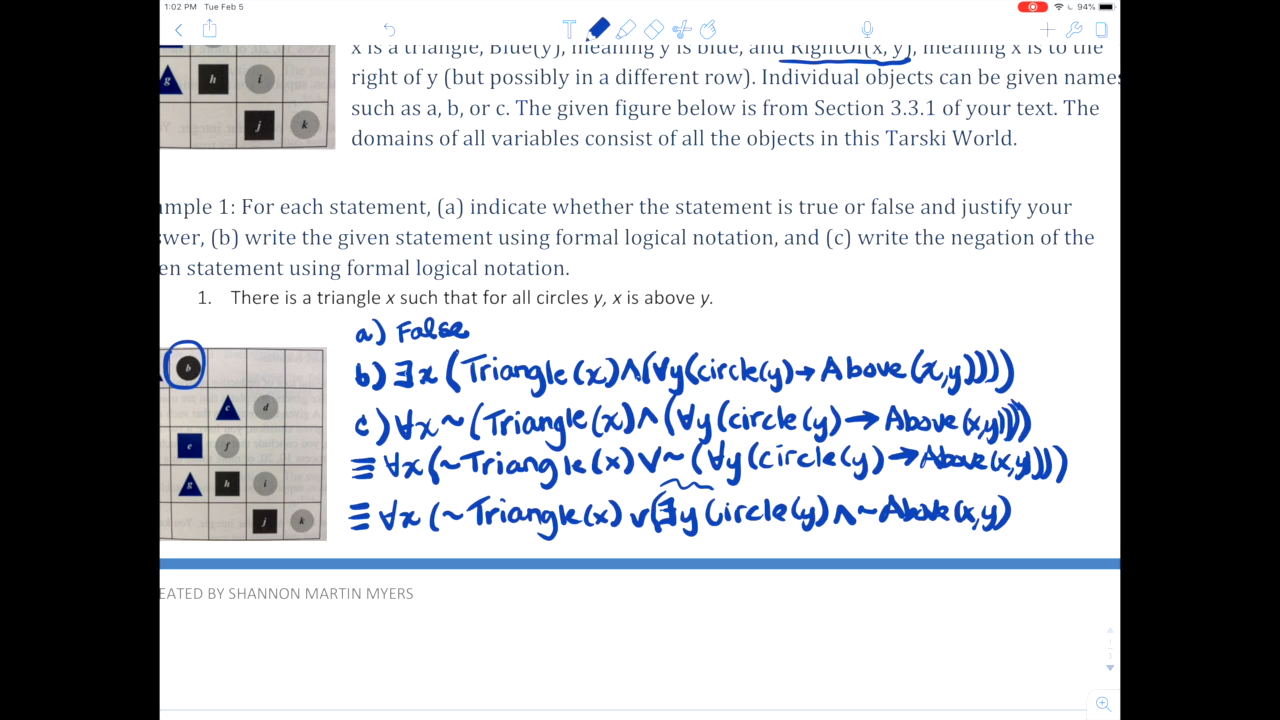 1:02 PM Tue Feb 5
94%
x is a triangle, Blue(y), meaning y is blue, and RightOf(x, y), meaning x is to the
right of y (but possibly in a different row). Individual objects can be given names
such as a, b, or c. The given figure below is from Section 3.3.1 of your text. The
domains of all variables consist of all the objects in this Tarski World.
g h i
j k
mple 1: For each statement, (a) indicate whether the statement is true or false and justify your
swer, (b) write the given statement using formal logical notation, and (c) write the negation of the
en statement using formal logical notation.
1. There is a triangle x such that for all circles y, x is above y.
a) False
b) ∃x (Triangle(x)∧(∀y(circle(y)→Above(x,y))))
c) ∀x~(Triangle(x)∧(∀y(circle(y)→Above(x,y))))
≡ ∀x(~Triangle(x)∨~(∀y(circle(y)→Above(x,y))))
≡ ∀x(~Triangle(x)∨(∃y Circle(y)∧~Above(x,y)
b
c d
e f
g h i
j k
EATED BY SHANNON MARTIN MYERS